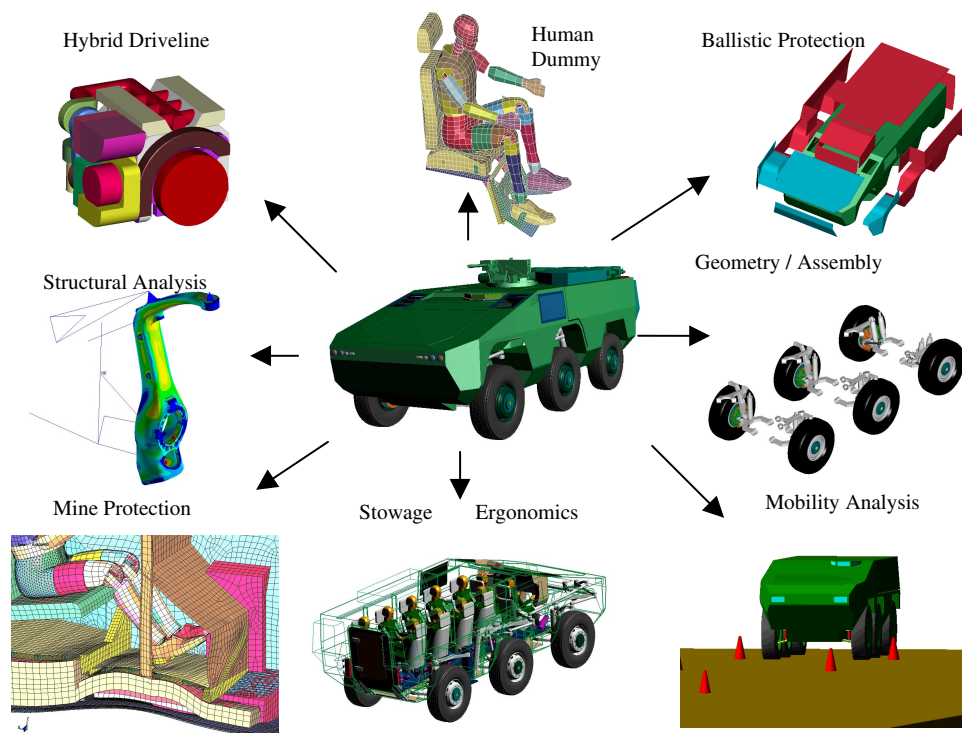 Hybrid Driveline
Human
Dummy
Ballistic Protection
Structural Analysis
Geometry / Assembly
Mine Protection
Stowage Ergonomics
Mobility Analysis